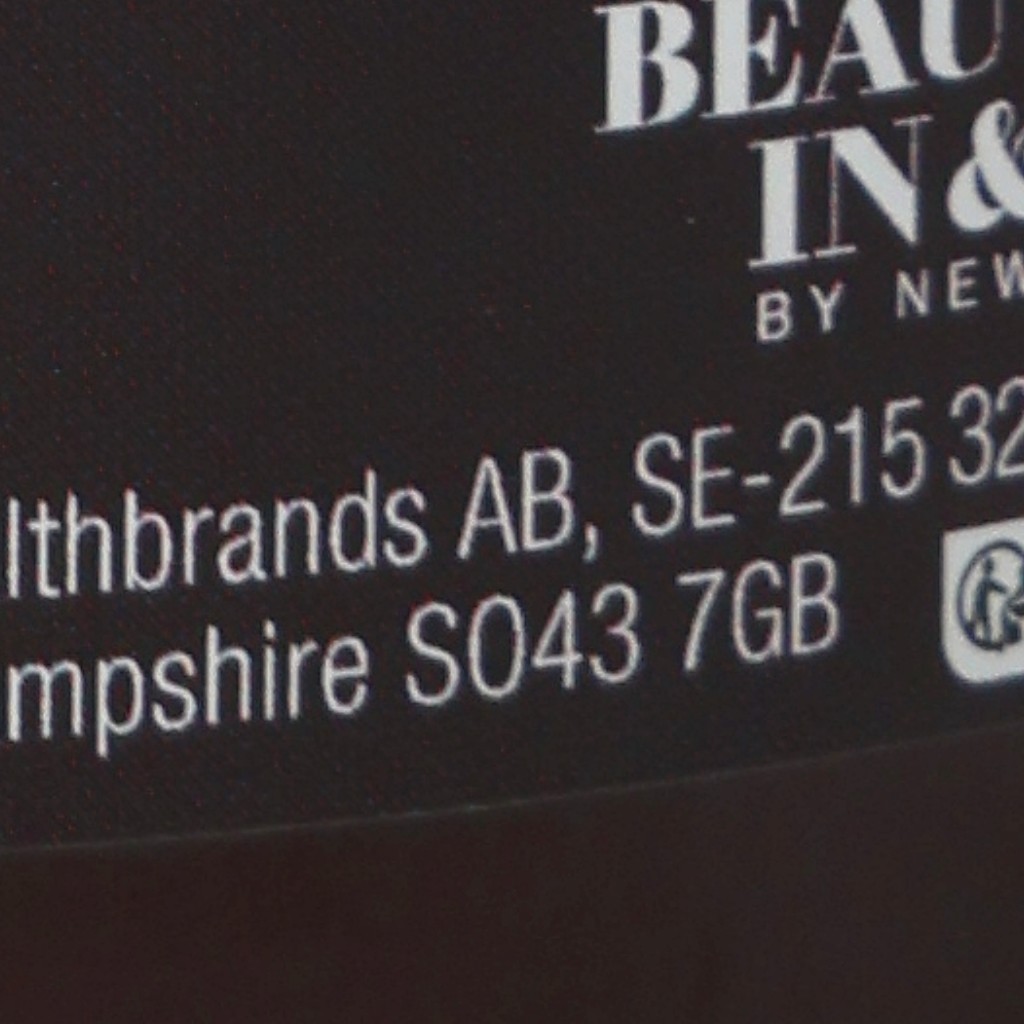 BEAU
IN &
BY NEW
lthbrands AB, SE-215 32
mpshire SO43 7GB